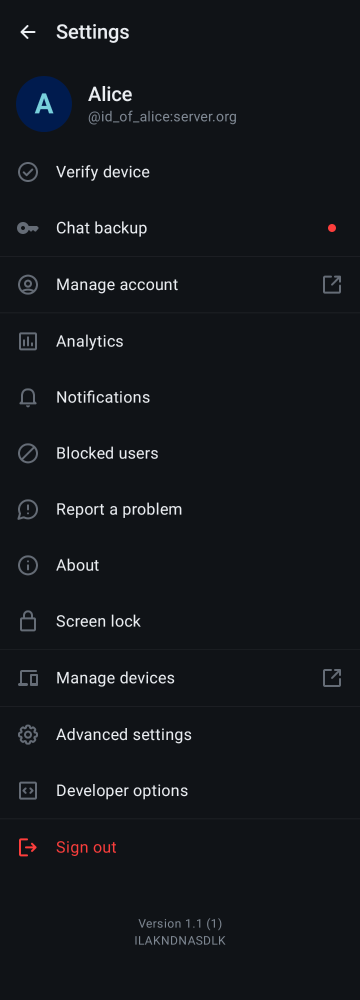 Settings
A
Alice
@id_of_alice:server.org
Verify device
Chat backup
Manage account
Analytics
Notifications
Blocked users
Report a problem
About
Screen lock
Manage devices
Advanced settings
Developer options
Sign out
Version 1.1 (1)
ILAKNDNASDLK